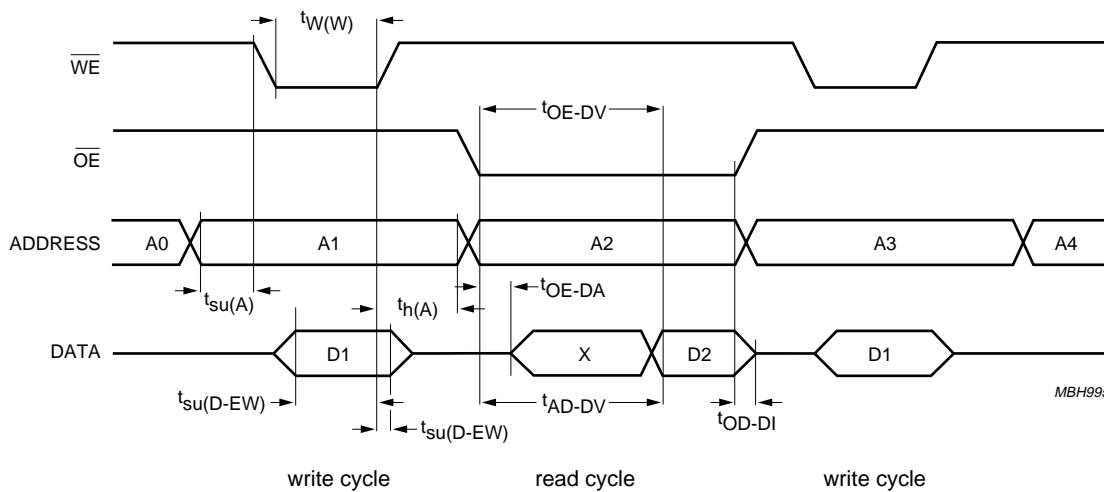 tW(W)
WE
tOE-DV
OE
ADDRESS A0 A1 A2 A3 A4
tsu(A) th(A) tOE-DA
DATA D1 X D2 D1
MBH995
tsu(D-EW) tsu(D-EW) tAD-DV tOD-DI
write cycle read cycle write cycle